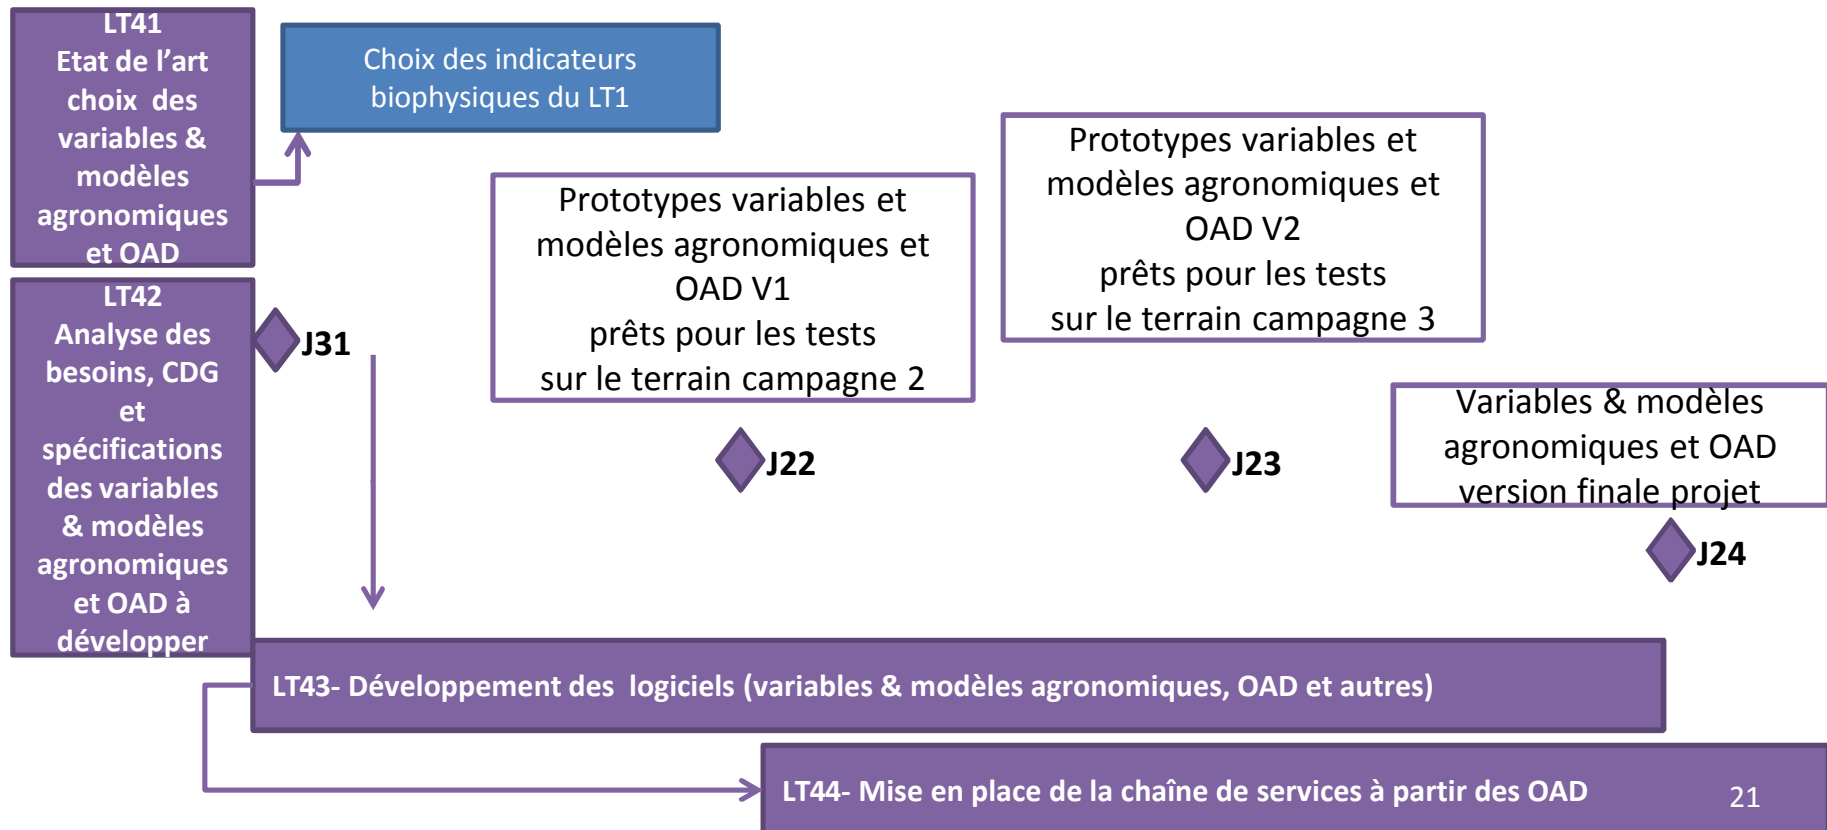 LT41
Etat de l’art
choix des
variables &
modèles
agronomiques
et OAD
Choix des indicateurs
biophysiques du LT1
Prototypes variables et
modèles agronomiques et
OAD V1
prêts pour les tests
sur le terrain campagne 2
Prototypes variables et
modèles agronomiques et
OAD V2
prêts pour les tests
sur le terrain campagne 3
LT42
Analyse des
besoins, CDG
et
spécifications
des variables
& modèles
agronomiques
et OAD à
développer
J31
J22
J23
Variables & modèles
agronomiques et OAD
version finale projet
J24
LT43- Développement des logiciels (variables & modèles agronomiques, OAD et autres)
LT44- Mise en place de la chaîne de services à partir des OAD
21